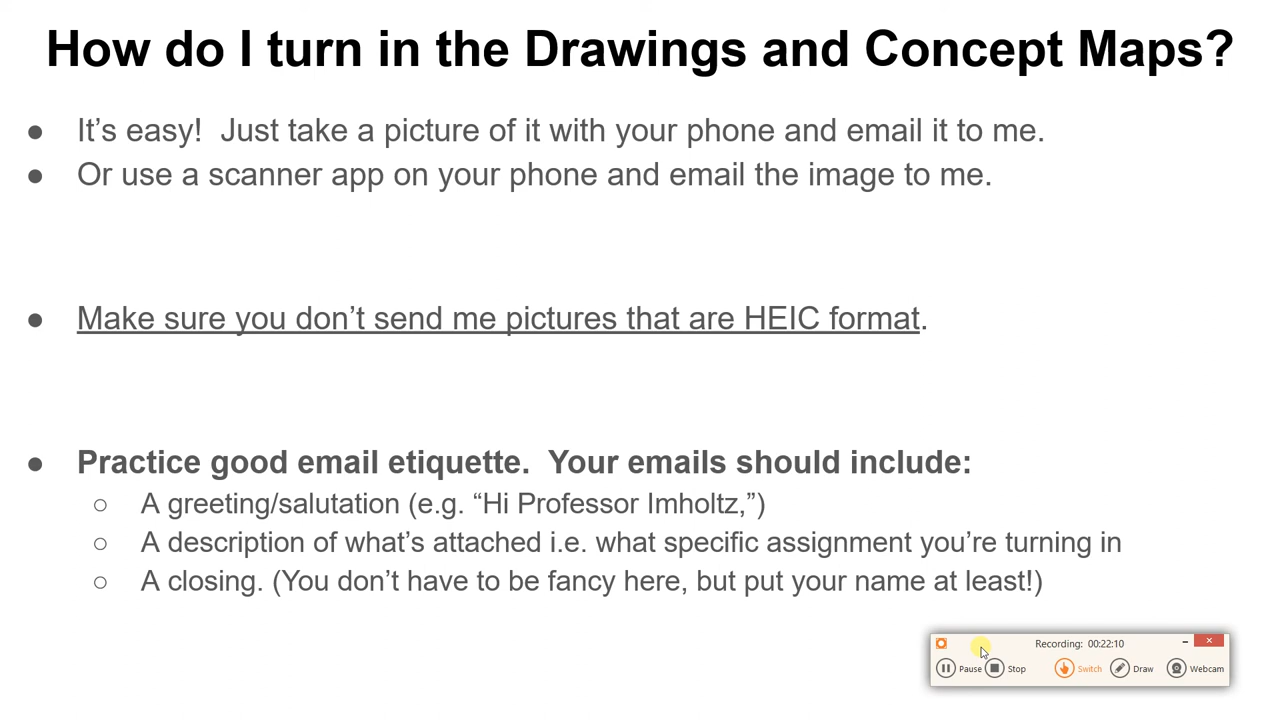 How do I turn in the Drawings and Concept Maps?
● It’s easy!  Just take a picture of it with your phone and email it to me.
● Or use a scanner app on your phone and email the image to me.
● Make sure you don’t send me pictures that are HEIC format.
● Practice good email etiquette.  Your emails should include:
○ A greeting/salutation (e.g. “Hi Professor Imholtz,”)
○ A description of what’s attached i.e. what specific assignment you’re turning in
○ A closing. (You don’t have to be fancy here, but put your name at least!)
Recording: 00:22:10
Pause Stop Switch Draw Webcam